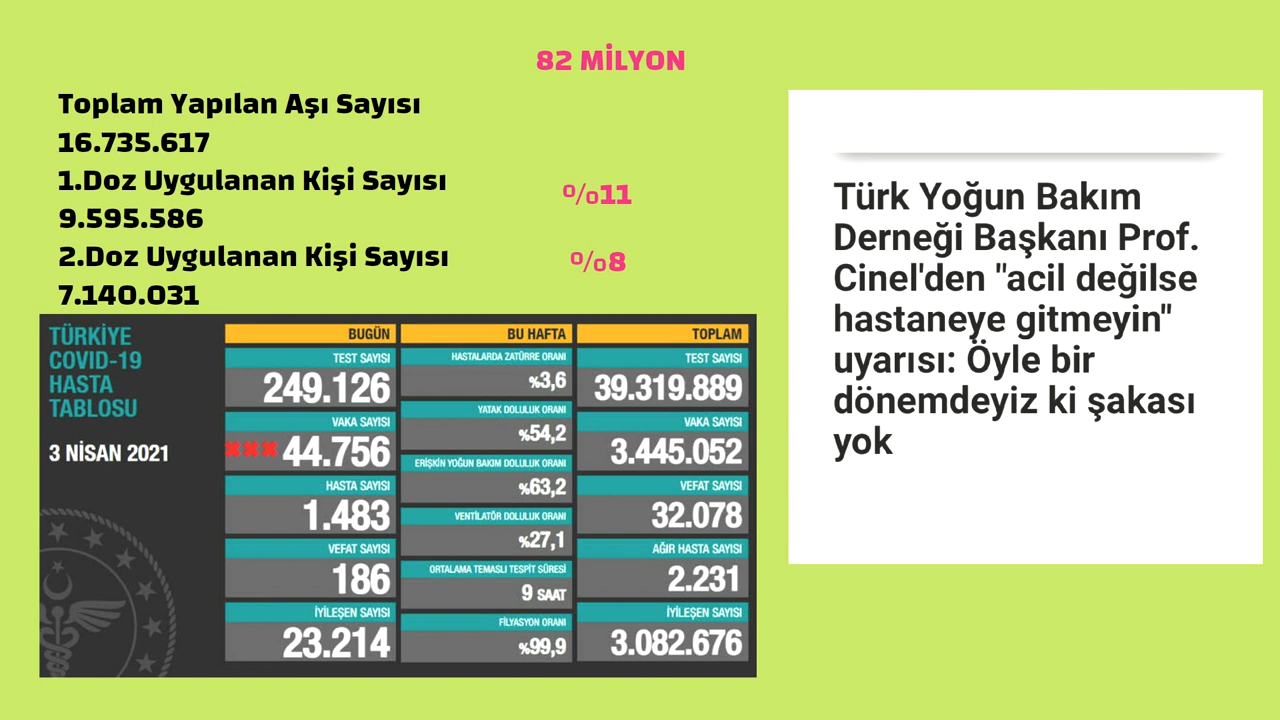 82 MİLYON
Toplam Yapılan Aşı Sayısı
16.735.617
1.Doz Uygulanan Kişi Sayısı
9.595.586
%11
2.Doz Uygulanan Kişi Sayısı
7.140.031
%8
TÜRKİYE
COVID-19
HASTA
TABLOSU
3 NİSAN 2021
BUGÜN
TEST SAYISI
249.126
VAKA SAYISI
44.756
HASTA SAYISI
1.483
VEFAT SAYISI
186
İYİLEŞEN SAYISI
23.214
BU HAFTA
HASTALARDA ZATÜRRE ORANI
%3,6
YATAK DOLULUK ORANI
%54,2
ERİŞKİN YOĞUN BAKIM DOLULUK ORANI
%63,2
VENTİLATÖR DOLULUK ORANI
%27,1
ORTALAMA TEMASLI TESPİT SÜRESİ
9 SAAT
FİLYASYON ORANI
%99,9
TOPLAM
TEST SAYISI
39.319.889
VAKA SAYISI
3.445.052
VEFAT SAYISI
32.078
AĞIR HASTA SAYISI
2.231
İYİLEŞEN SAYISI
3.082.676
Türk Yoğun Bakım
Derneği Başkanı Prof.
Cinel'den "acil değilse
hastaneye gitmeyin"
uyarısı: Öyle bir
dönemdeyiz ki şakası
yok